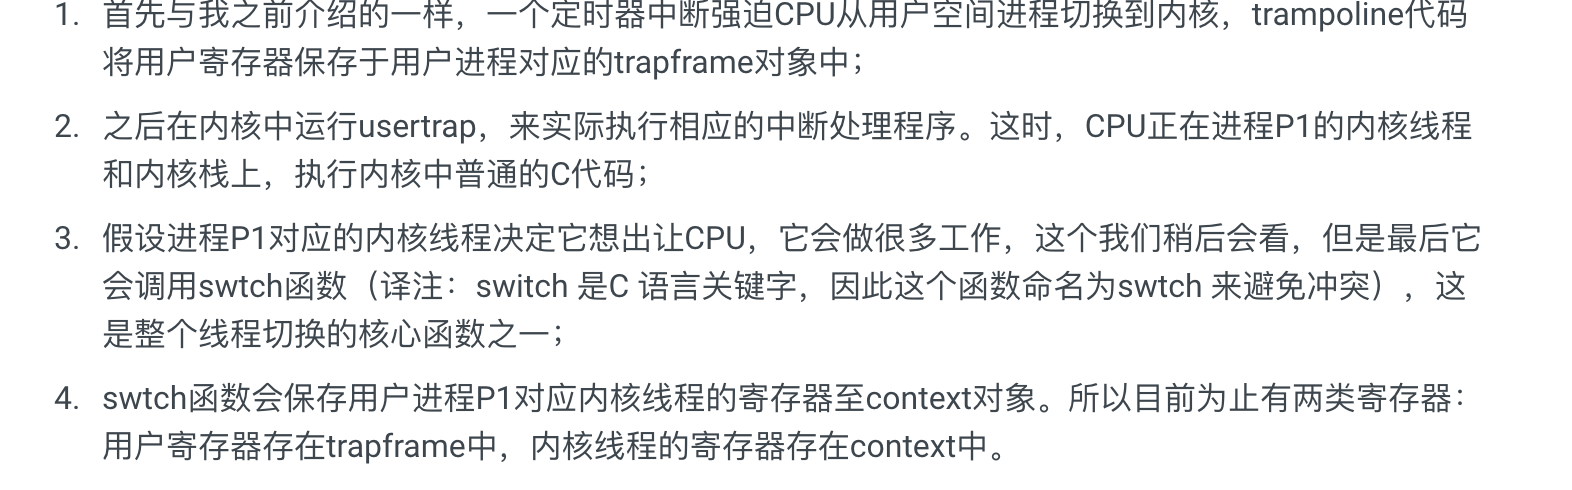 1. 首先与我之前介绍的一样，一个定时器中断强迫CPU从用户空间进程切换到内核，trampoline代码
将用户寄存器保存于用户进程对应的trapframe对象中；
2. 之后在内核中运行usertrap，来实际执行相应的中断处理程序。这时，CPU正在进程P1的内核线程
和内核栈上，执行内核中普通的C代码；
3. 假设进程P1对应的内核线程决定它想出让CPU，它会做很多工作，这个我们稍后会看，但是最后它
会调用swtch函数（译注：switch 是C 语言关键字，因此这个函数命名为swtch 来避免冲突），这
是整个线程切换的核心函数之一；
4. swtch函数会保存用户进程P1对应内核线程的寄存器至context对象。所以目前为止有两类寄存器：
用户寄存器存在trapframe中，内核线程的寄存器存在context中。